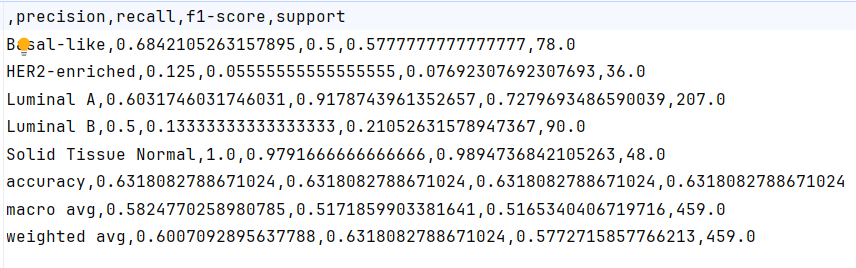 ,precision,recall,f1-score,support
Basal-like,0.6842105263157895,0.5,0.5777777777777777,78.0
HER2-enriched,0.125,0.05555555555555555,0.07692307692307693,36.0
Luminal A,0.6031746031746031,0.9178743961352657,0.7279693486590039,207.0
Luminal B,0.5,0.13333333333333333,0.21052631578947367,90.0
Solid Tissue Normal,1.0,0.9791666666666666,0.9894736842105263,48.0
accuracy,0.6318082788671024,0.6318082788671024,0.6318082788671024,0.6318082788671024
macro avg,0.5824770258980785,0.5171859903381641,0.5165340406719716,459.0
weighted avg,0.6007092895637788,0.6318082788671024,0.5772715857766213,459.0